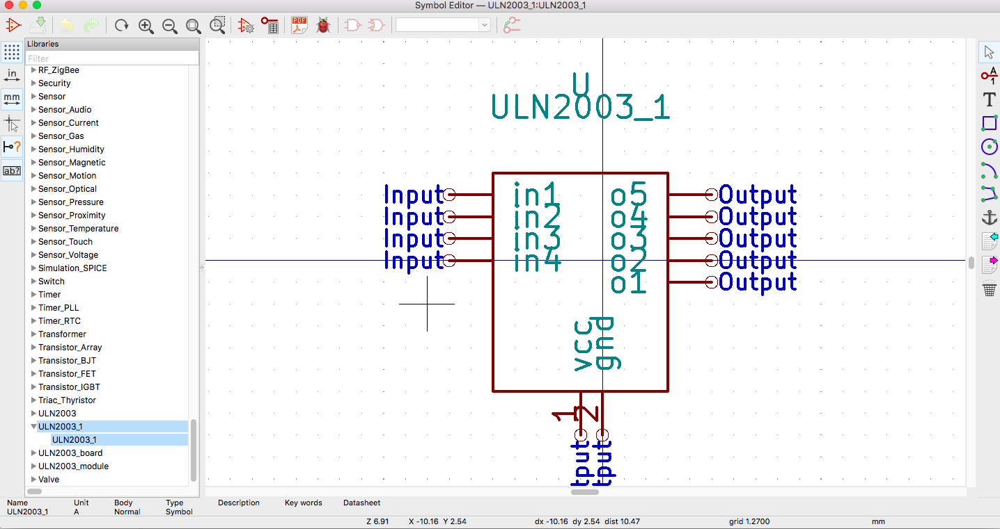 Symbol Editor — ULN2003_1:ULN2003_1
PDF
Libraries
Filter
in
mm
ab?
RF_ZigBee
Security
Sensor
Sensor_Audio
Sensor_Current
Sensor_Gas
Sensor_Humidity
Sensor_Magnetic
Sensor_Motion
Sensor_Optical
Sensor_Pressure
Sensor_Proximity
Sensor_Temperature
Sensor_Touch
Sensor_Voltage
Simulation_SPICE
Switch
Timer
Timer_PLL
Timer_RTC
Transformer
Transistor_Array
Transistor_BJT
Transistor_FET
Transistor_IGBT
Triac_Thyristor
ULN2003
ULN2003_1
ULN2003_1
ULN2003_board
ULN2003_module
Valve
U
ULN2003_1
Input in1 o5 Output
Input in2 o4 Output
Input in3 o3 Output
Input in4 o2 Output
o1 Output
vcc
gnd
1
2
A
1
T
Name Unit Body Type Description Key words Datasheet
ULN2003_1 A Normal Symbol
Z 6.91 X -10.16 Y 2.54 dx -10.16 dy 2.54 dist 10.47 grid 1.2700 mm